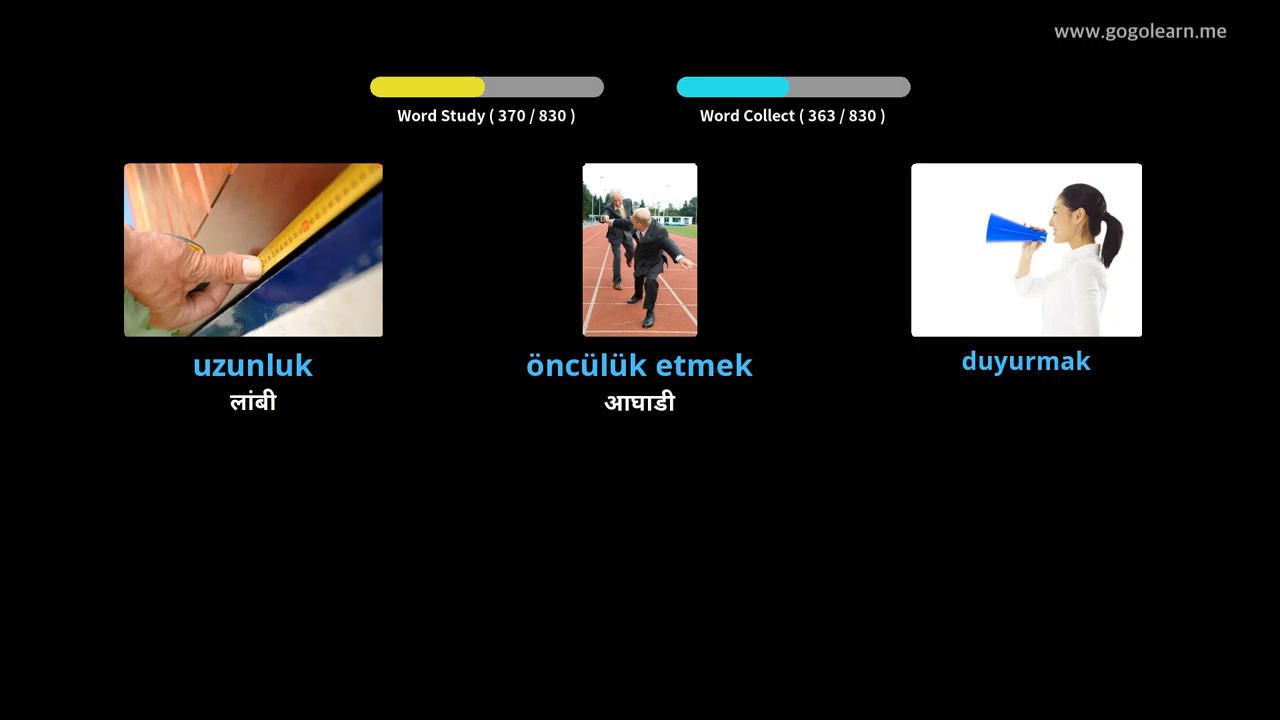 www.gogolearn.me
Word Study ( 370 / 830 )
Word Collect ( 363 / 830 )
uzunluk
लांबी
öncülük etmek
आघाडी
duyurmak